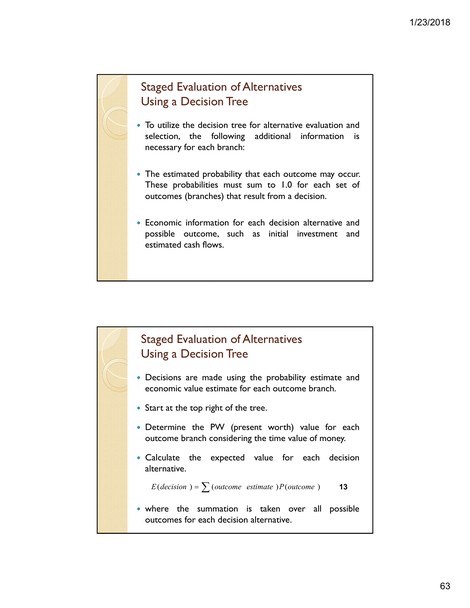 1/23/2018
Staged Evaluation of Alternatives
Using a Decision Tree
• To utilize the decision tree for alternative evaluation and
selection, the following additional information is
necessary for each branch:
• The estimated probability that each outcome may occur.
These probabilities must sum to 1.0 for each set of
outcomes (branches) that result from a decision.
• Economic information for each decision alternative and
possible outcome, such as initial investment and
estimated cash flows.
Staged Evaluation of Alternatives
Using a Decision Tree
• Decisions are made using the probability estimate and
economic value estimate for each outcome branch.
• Start at the top right of the tree.
• Determine the PW (present worth) value for each
outcome branch considering the time value of money.
• Calculate the expected value for each decision
alternative.
E(decision ) = ∑ (outcome estimate )P(outcome ) 13
• where the summation is taken over all possible
outcomes for each decision alternative.
63